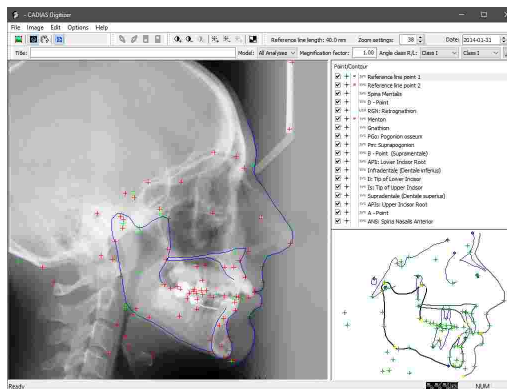 - CADIAS Digitizer
File Image Edit Options Help
Reference line length: 40.0 mm Zoom settings: 38 Date: 2014-01-31
Title: Model: All Analyses Magnification factor: 1.00 Angle class R/L: Class I Class I
Point/Contour
Reference line point 1
Reference line point 2
Spina Mentalis
D - Point
RGN: Retrognathion
Menton
Gnathion
PGo: Pogonion osseum
Pm: Suprapogonion
B - Point (Supramentale)
AP1: Lower Incisor Root
Infradentale (Dentale inferius)
Ii: Tip of Lower Incisor
Is: Tip of Upper Incisor
Supradentale (Dentale superius)
Upper Incisor Root
A - Point
ANS: Spina Nasalis Anterior
Ready
NUM